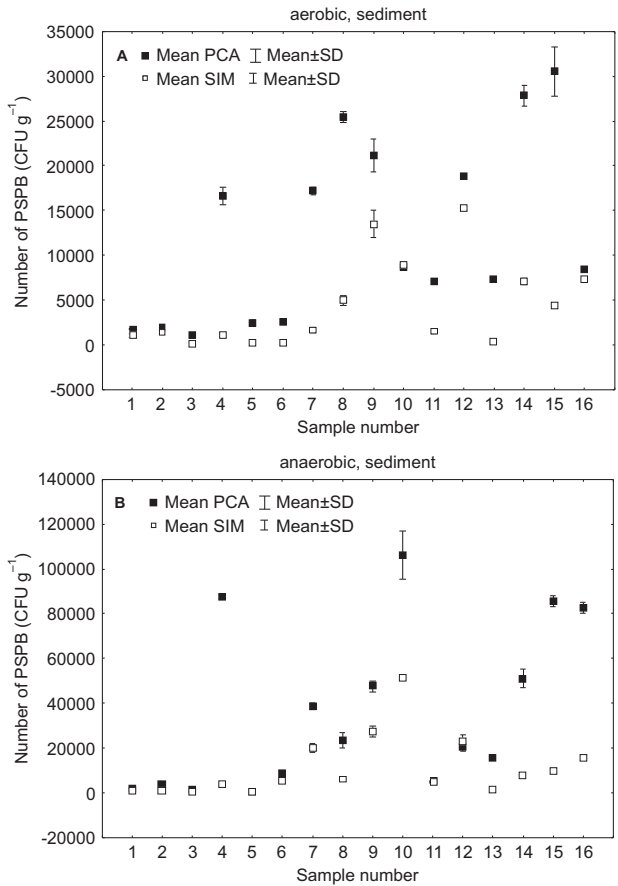 aerobic, sediment
A ■ Mean PCA ⌶ Mean±SD
□ Mean SIM ⌶ Mean±SD
Number of PSPB (CFU g⁻¹)
35000
30000
25000
20000
15000
10000
5000
0
-5000
1 2 3 4 5 6 7 8 9 10 11 12 13 14 15 16
Sample number
anaerobic, sediment
B ■ Mean PCA ⌶ Mean±SD
□ Mean SIM ⌶ Mean±SD
Number of PSPB (CFU g⁻¹)
140000
120000
100000
80000
60000
40000
20000
0
-20000
1 2 3 4 5 6 7 8 9 10 11 12 13 14 15 16
Sample number